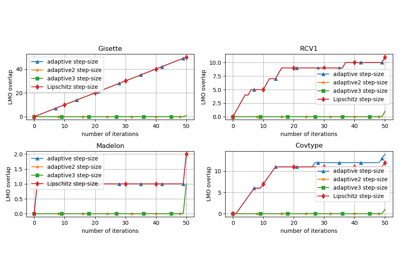 Gisette
adaptive step-size
adaptive2 step-size
adaptive3 step-size
Lipschitz step-size
LMO overlap
40
20
0
0 10 20 30 40 50
number of iterations
RCV1
adaptive step-size
adaptive2 step-size
adaptive3 step-size
Lipschitz step-size
LMO overlap
10.0
7.5
5.0
2.5
0.0
0 10 20 30 40 50
number of iterations
Madelon
adaptive step-size
adaptive2 step-size
adaptive3 step-size
Lipschitz step-size
LMO overlap
2.0
1.5
1.0
0.5
0.0
0 10 20 30 40 50
number of iterations
Covtype
adaptive step-size
adaptive2 step-size
adaptive3 step-size
Lipschitz step-size
LMO overlap
10
5
0
0 10 20 30 40 50
number of iterations